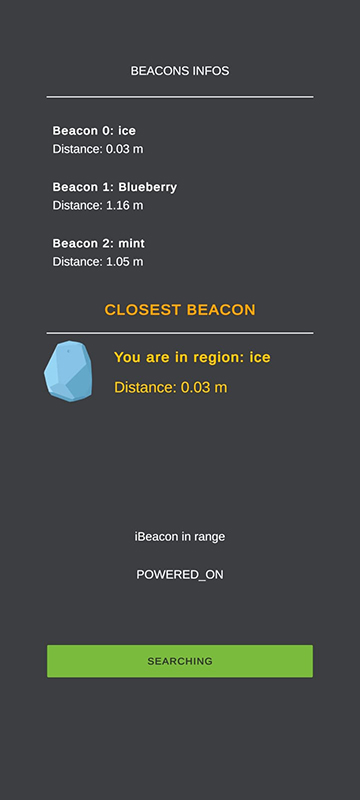 BEACONS INFOS
Beacon 0: ice
Distance: 0.03 m
Beacon 1: Blueberry
Distance: 1.16 m
Beacon 2: mint
Distance: 1.05 m
CLOSEST BEACON
You are in region: ice
Distance: 0.03 m
iBeacon in range
POWERED_ON
SEARCHING